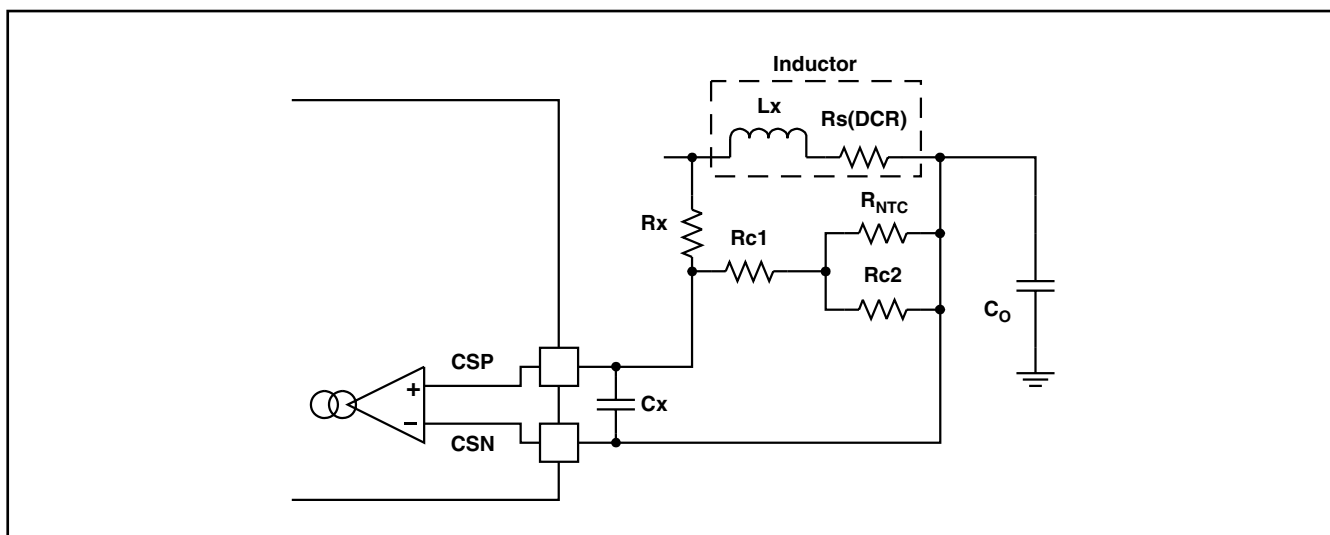 Inductor
Lx
Rs(DCR)
RNTC
Rx
Rc1
Rc2
CO
CSP
+
Cx
−
CSN